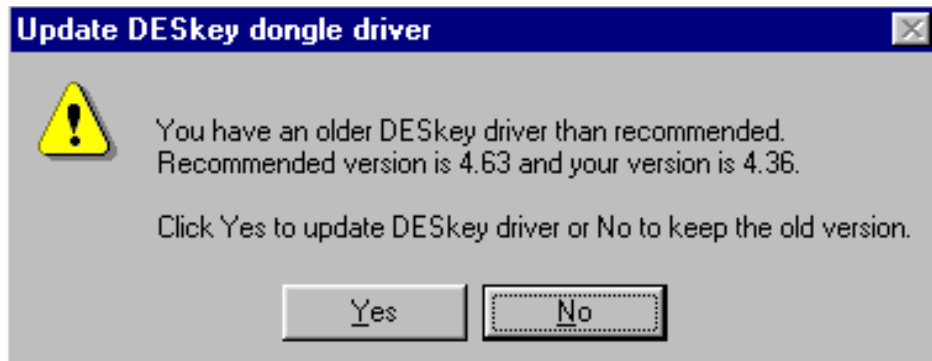 Update DESkey dongle driver
You have an older DESkey driver than recommended.
Recommended version is 4.63 and your version is 4.36.
Click Yes to update DESkey driver or No to keep the old version.
Yes
No